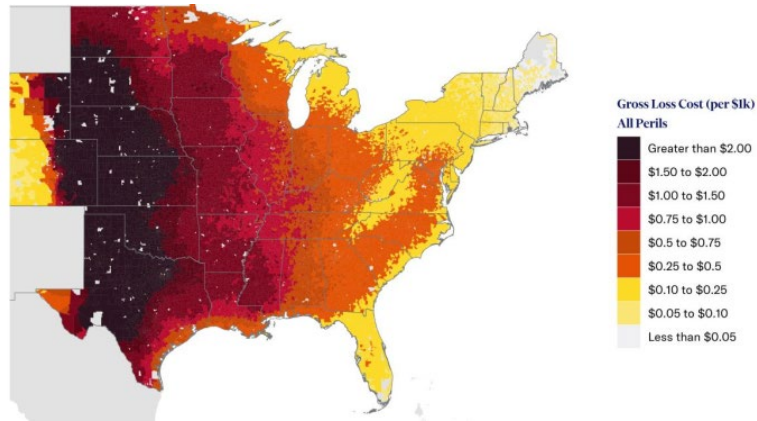 Gross Loss Cost (per $1k)
All Perils
Greater than $2.00
$1.50 to $2.00
$1.00 to $1.50
$0.75 to $1.00
$0.5 to $0.75
$0.25 to $0.5
$0.10 to $0.25
$0.05 to $0.10
Less than $0.05